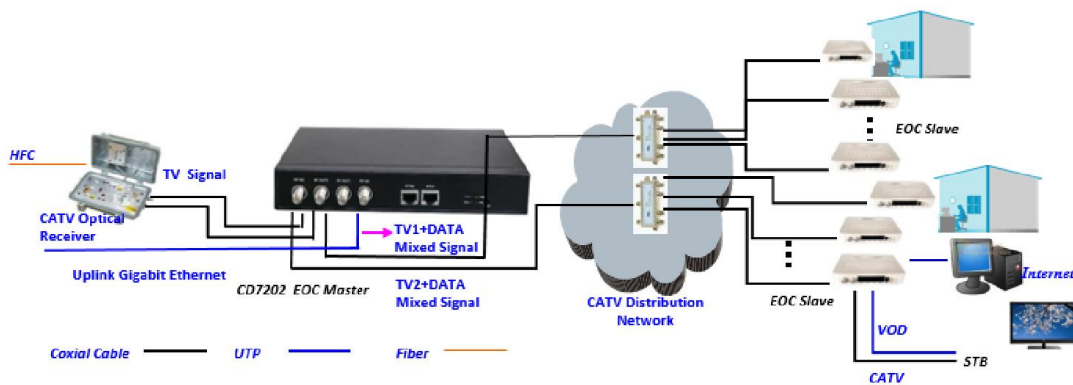 HFC
TV Signal
CATV Optical
Receiver
Uplink Gigabit Ethernet
CD7202 EOC Master
TV1+DATA
Mixed Signal
TV2+DATA
Mixed Signal
CATV Distribution
Network
EOC Slave
EOC Slave
Internet
VOD
STB
CATV
Coxial Cable
UTP
Fiber